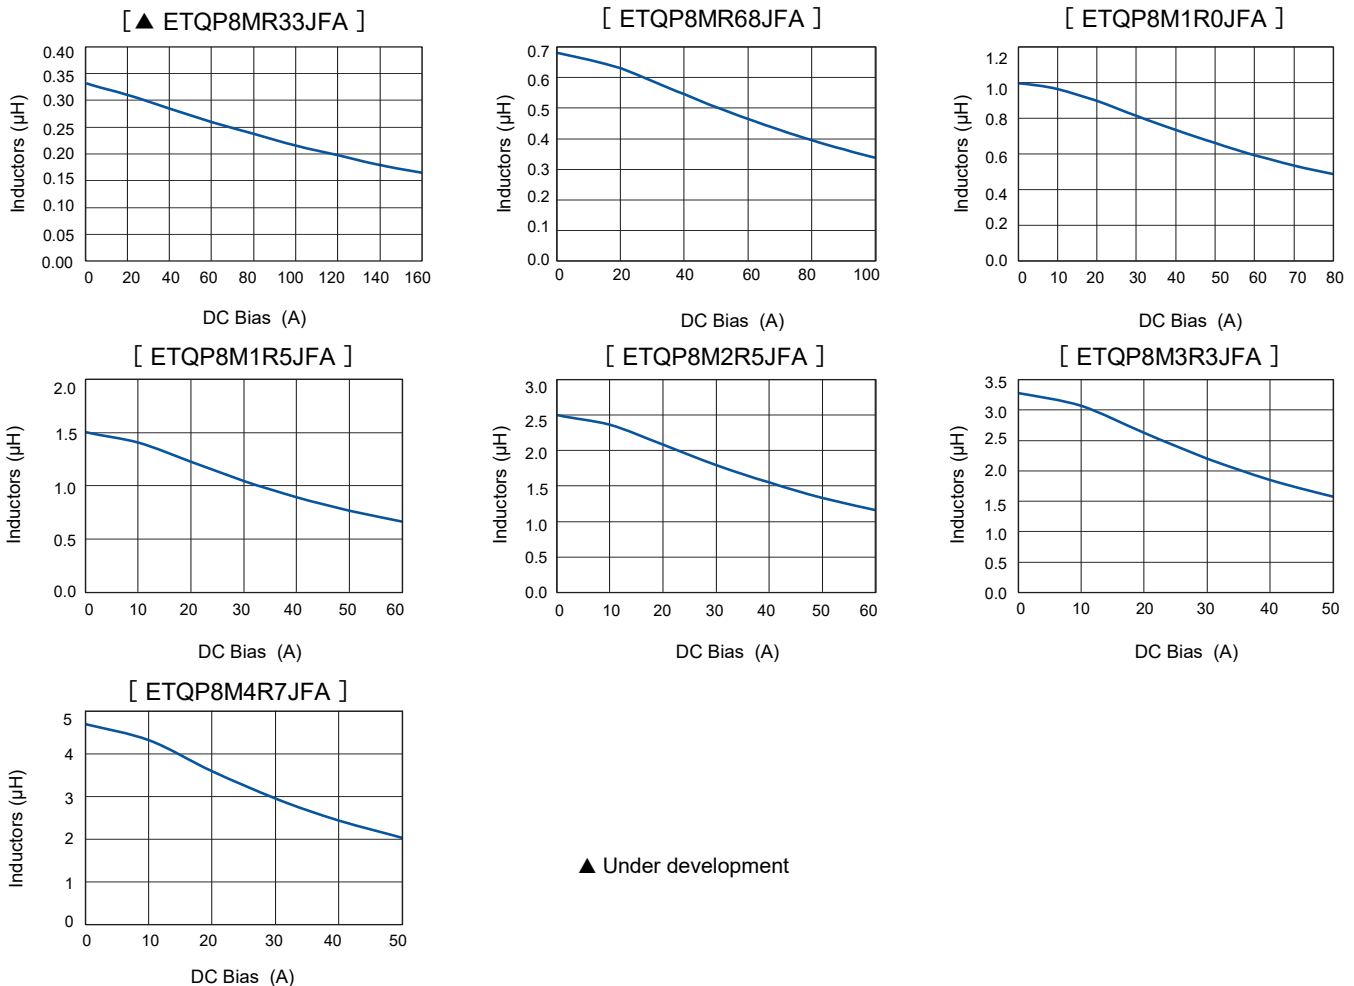 [ ▲ ETQP8MR33JFA ]
Inductors (µH)
0.40
0.35
0.30
0.25
0.20
0.15
0.10
0.05
0.00
0 20 40 60 80 100 120 140 160
DC Bias (A)
[ ETQP8MR68JFA ]
Inductors (µH)
0.7
0.6
0.5
0.4
0.3
0.2
0.1
0.0
0 20 40 60 80 100
DC Bias (A)
[ ETQP8M1R0JFA ]
Inductors (µH)
1.2
1.0
0.8
0.6
0.4
0.2
0.0
0 10 20 30 40 50 60 70 80
DC Bias (A)
[ ETQP8M1R5JFA ]
Inductors (µH)
2.0
1.5
1.0
0.5
0.0
0 10 20 30 40 50 60
DC Bias (A)
[ ETQP8M2R5JFA ]
Inductors (µH)
3.0
2.5
2.0
1.5
1.0
0.5
0.0
0 10 20 30 40 50 60
DC Bias (A)
[ ETQP8M3R3JFA ]
Inductors (µH)
3.5
3.0
2.5
2.0
1.5
1.0
0.5
0.0
0 10 20 30 40 50
DC Bias (A)
[ ETQP8M4R7JFA ]
Inductors (µH)
5
4
3
2
1
0
0 10 20 30 40 50
DC Bias (A)
▲ Under development